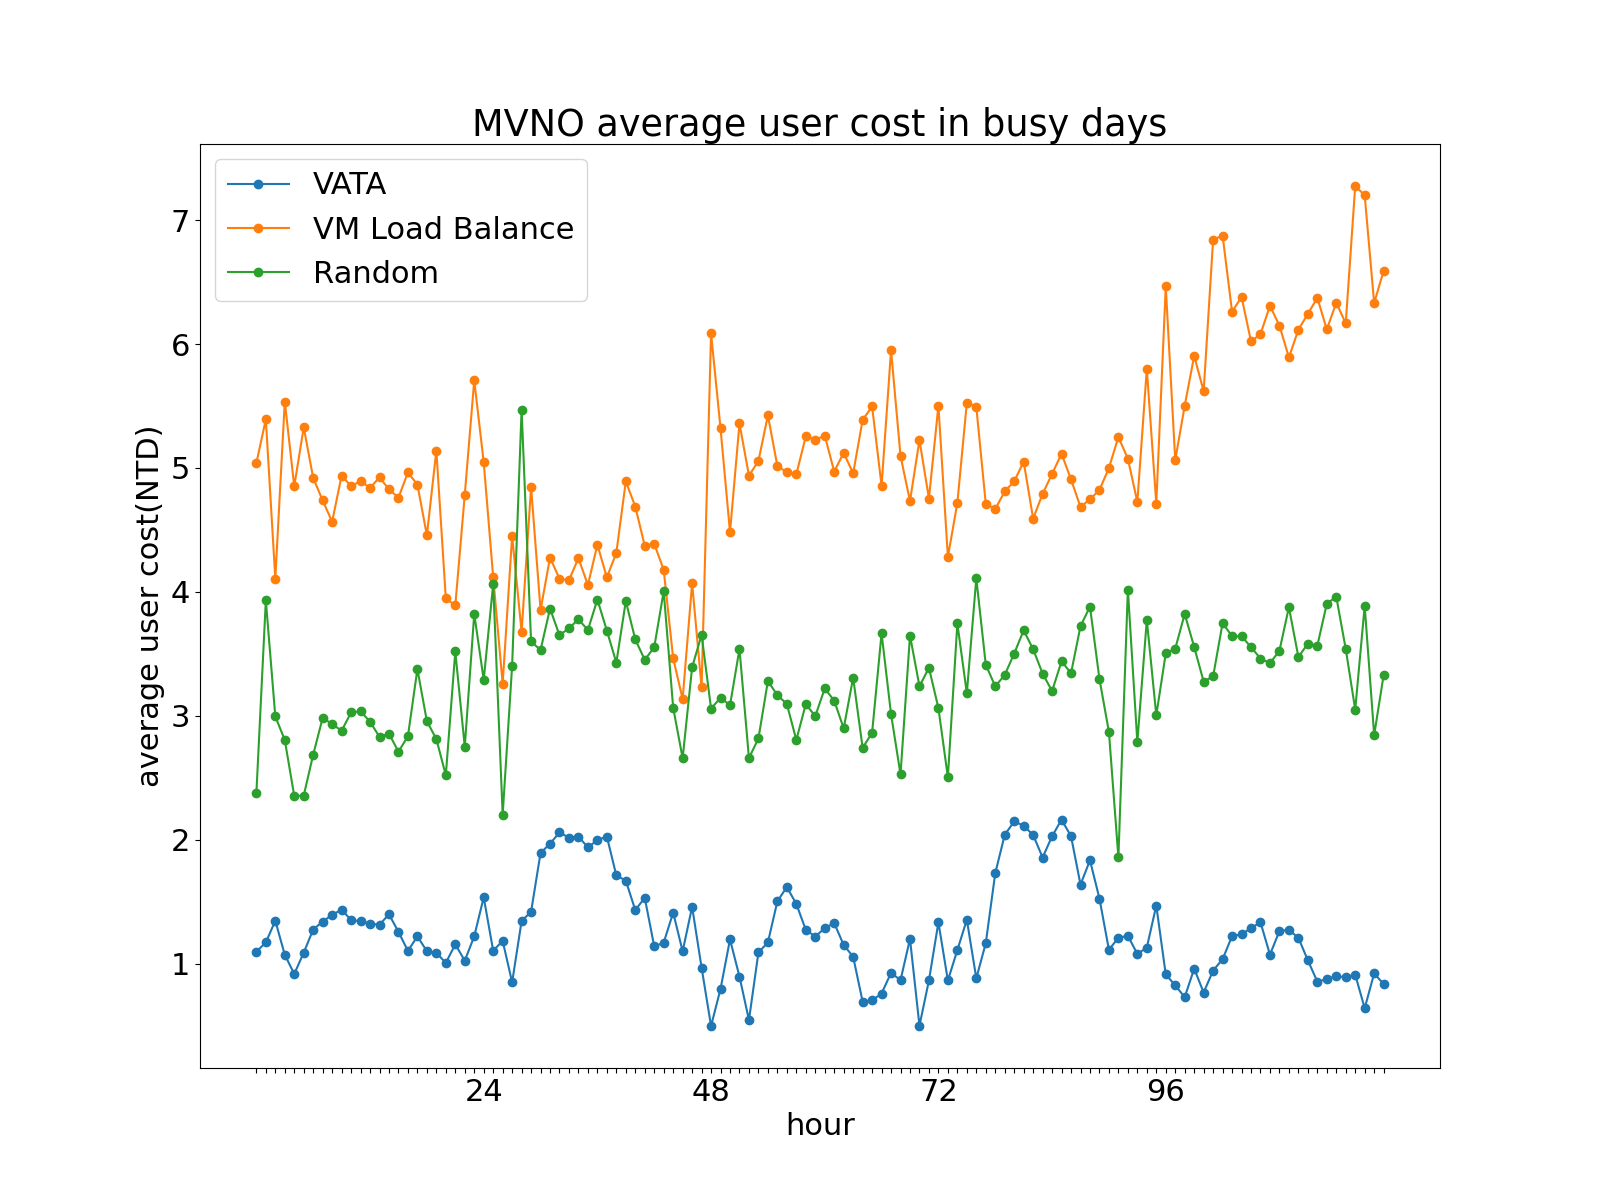 MVNO average user cost in busy days
VATA
VM Load Balance
Random
average user cost(NTD)
7
6
5
4
3
2
1
24 48 72 96
hour